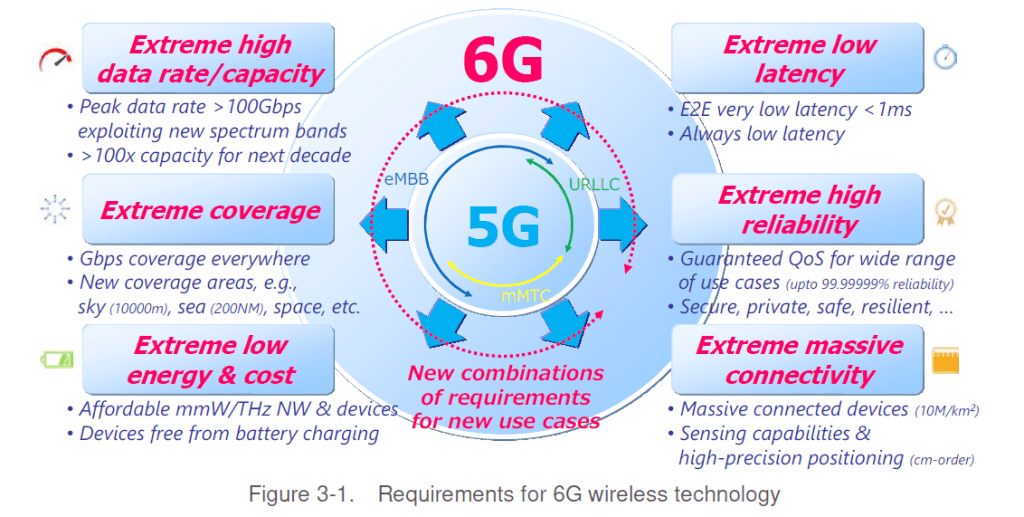 Extreme high
data rate/capacity
• Peak data rate >100Gbps
exploiting new spectrum bands
• >100x capacity for next decade
Extreme coverage
• Gbps coverage everywhere
• New coverage areas, e.g.,
sky (10000m), sea (200NM), space, etc.
Extreme low
energy & cost
• Affordable mmW/THz NW & devices
• Devices free from battery charging
6G
eMBB
URLLC
5G
mMTC
New combinations
of requirements
for new use cases
Extreme low
latency
• E2E very low latency <1ms
• Always low latency
Extreme high
reliability
• Guaranteed QoS for wide range
of use cases (upto 99.99999% reliability)
• Secure, private, safe, resilient, …
Extreme massive
connectivity
• Massive connected devices (10M/km²)
• Sensing capabilities &
high-precision positioning (cm-order)
Figure 3-1. Requirements for 6G wireless technology